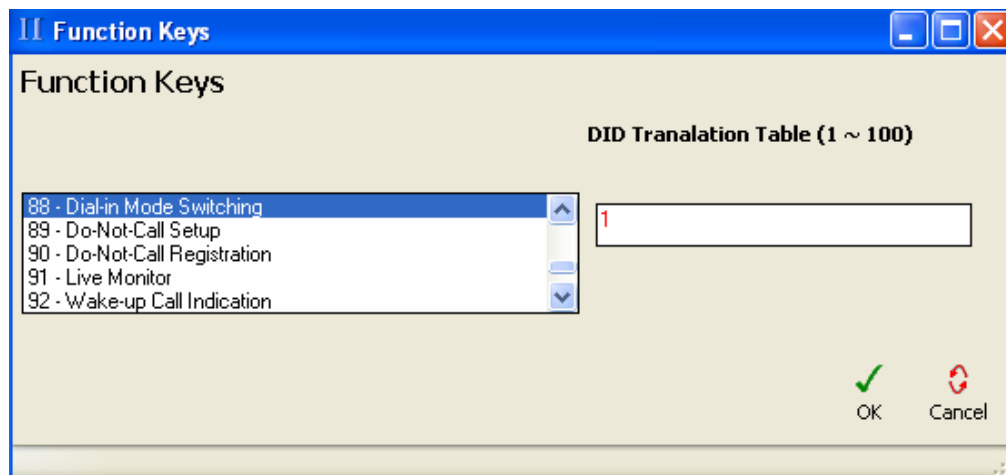 Function Keys
Function Keys
DID Tranalation Table (1 ~ 100)
88 - Dial-in Mode Switching
89 - Do-Not-Call Setup
90 - Do-Not-Call Registration
91 - Live Monitor
92 - Wake-up Call Indication
1
OK
Cancel